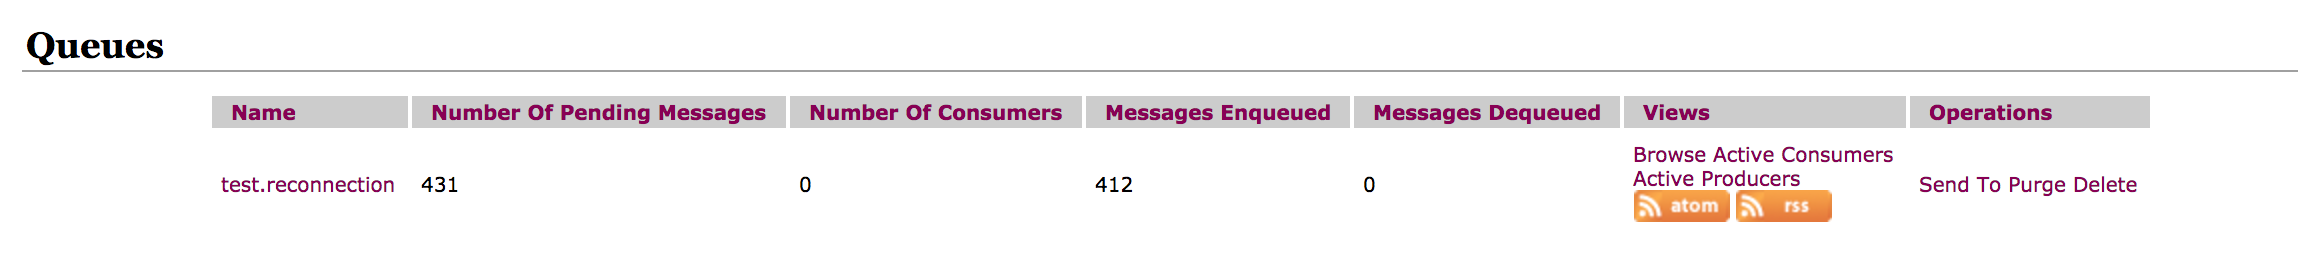 Queues
Name Number Of Pending Messages Number Of Consumers Messages Enqueued Messages Dequeued Views Operations
test.reconnection 431 0 412 0 Browse Active Consumers
Active Producers
atom rss
Send To Purge Delete